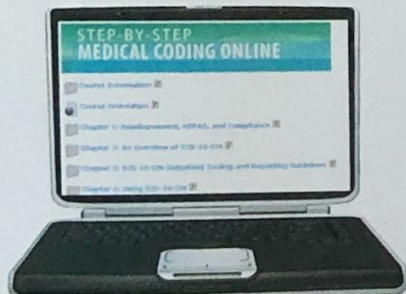 STEP-BY-STEP
MEDICAL CODING ONLINE
Course Information
Course Orientation
Chapter 1: Reimbursement, HIPAA, and Compliance
Chapter 2: An Overview of ICD-10-CM
Chapter 3: ICD-10-CM Outpatient Coding and Reporting Guidelines
Chapter 4: Using ICD-10-CM